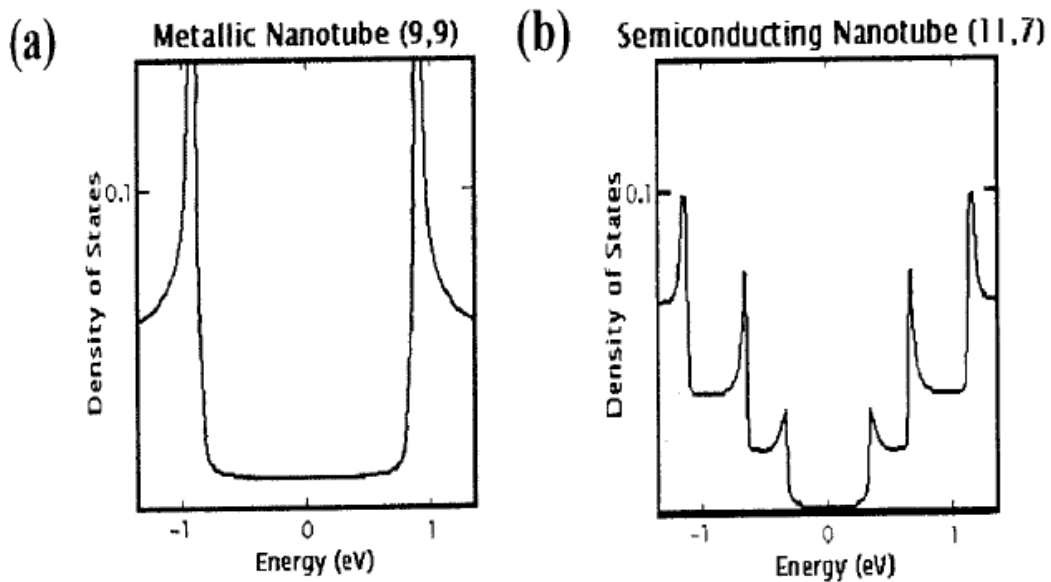 (a)
Metallic Nanotube (9,9)
Density of States
0.1
-1 0 1
Energy (eV)
(b)
Semiconducting Nanotube (11,7)
Density of States
0.1
-1 0 1
Energy (eV)